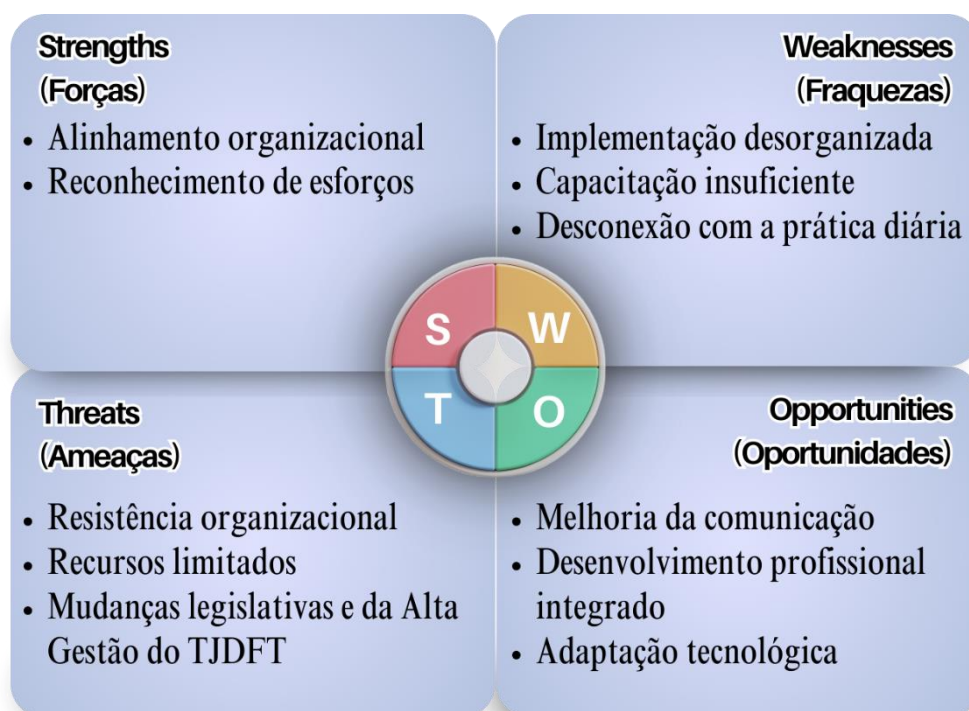 Strengths
(Forças)
• Alinhamento organizacional
• Reconhecimento de esforços
Weaknesses
(Fraquezas)
• Implementação desorganizada
• Capacitação insuficiente
• Desconexão com a prática diária
S
W
T
O
Threats
(Ameaças)
• Resistência organizacional
• Recursos limitados
• Mudanças legislativas e da Alta
Gestão do TJDFT
Opportunities
(Oportunidades)
• Melhoria da comunicação
• Desenvolvimento profissional
integrado
• Adaptação tecnológica